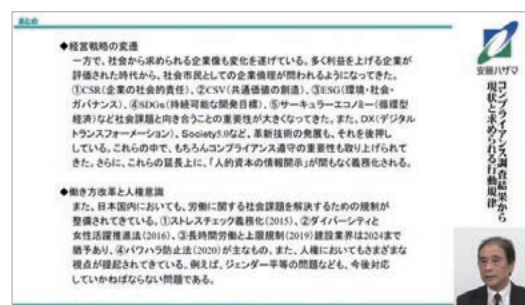 まとめ
◆経営戦略の変遷
一方で、社会から求められる企業像も変化を遂げている。多く利益を上げる企業が
評価された時代から、社会市民としての企業倫理が問われるようになってきた。
①CSR(企業の社会的責任)、②CSV(共通価値の創造)、③ESG(環境・社会・
ガバナンス)、④SDGs(持続可能な開発目標)、⑤サーキュラーエコノミー(循環型
経済)など社会課題と向き合うことの重要性が大きくなってきた。また、DX(デジタル
トランスフォーメーション)、Society5.0など、革新技術の発展も、それを後押し
している。これらの中で、もちろんコンプライアンス遵守の重要性も取り上げられて
きた。さらに、これらの延長上に、「人的資本の情報開示」が間もなく義務化される。
◆働き方改革と人権意識
また、日本国内においても、労働に関する社会課題を解決するための規制が
整備されてきている。①ストレスチェック義務化(2015)、②ダイバーシティと
女性活躍推進法(2016)、③長時間労働と上限規制(2019)建設業界は2024まで
猶予あり、④パワハラ防止法(2020)が主なもの。また、人権においてもさまざまな
視点が提起されてきている。例えば、ジェンダー平等の問題なども、今後対応
していかねばならない問題である。
安藤ハザマ
コンプライアンス調査結果から
現状と求められる行動規律